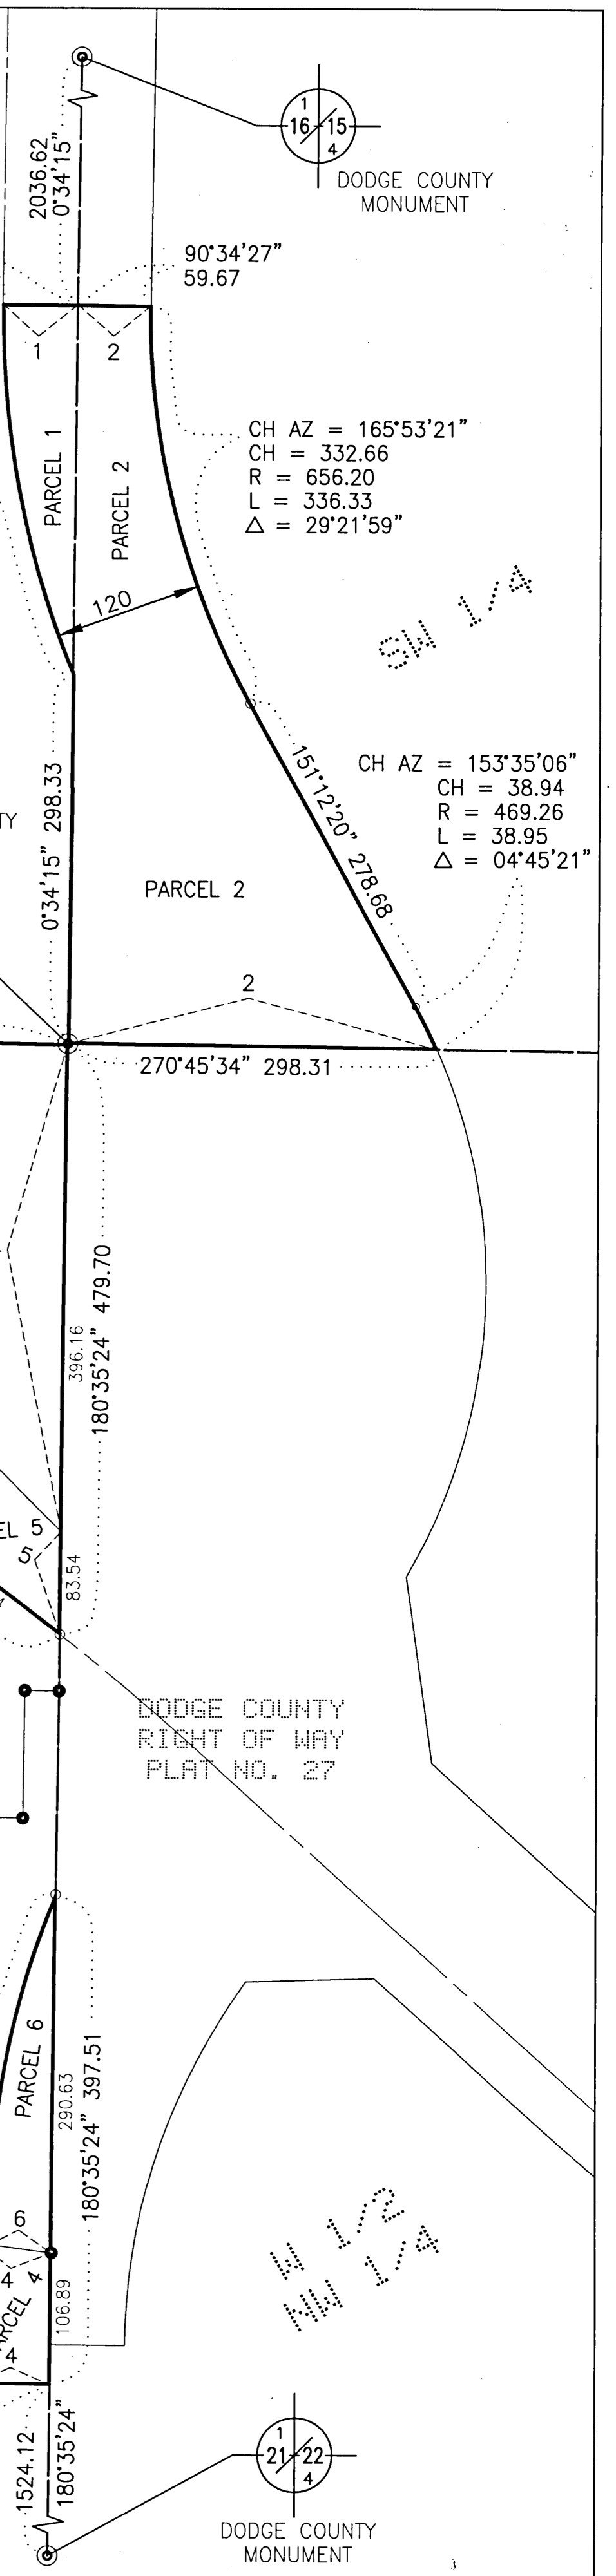 1
16 15
4
DODGE COUNTY
MONUMENT
2036.62
0°34'15"
90°34'27"
59.67
1
2
CH AZ = 165°53'21"
CH = 332.66
R = 656.20
L = 336.33
Δ = 29°21'59"
PARCEL 1
PARCEL 2
120
SW 1/4
151°12'20" 278.68
CH AZ = 153°35'06"
CH = 38.94
R = 469.26
L = 38.95
Δ = 04°45'21"
0°34'15" 298.33
TY
PARCEL 2
2
270°45'34" 298.31
396.16
180°35'24" 479.70
EL 5
5
83.54
DODGE COUNTY
RIGHT OF WAY
PLAT NO. 27
PARCEL 6
290.63
180°35'24" 397.51
6
4
RCEL 4
106.89
4
W 1/2
NW 1/4
1524.12
180°35'24"
1
21 22
4
DODGE COUNTY
MONUMENT